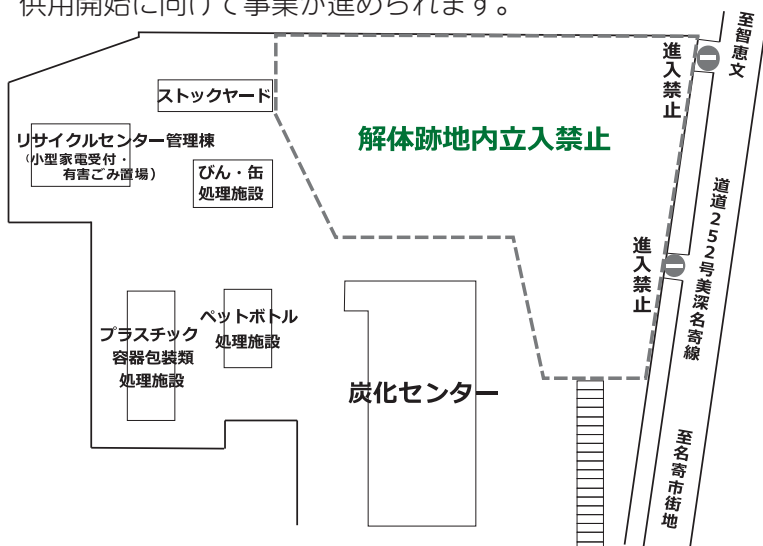 供用開始に向けて事業が進められます。
至智恵文
進入禁止
ストックヤード
解体跡地内立入禁止
リサイクルセンター管理棟
（小型家電受付・
有害ごみ置場）
びん・缶
処理施設
道道252号美深名寄線
進入禁止
ペットボトル
処理施設
プラスチック
容器包装類
処理施設
炭化センター
至名寄市街地